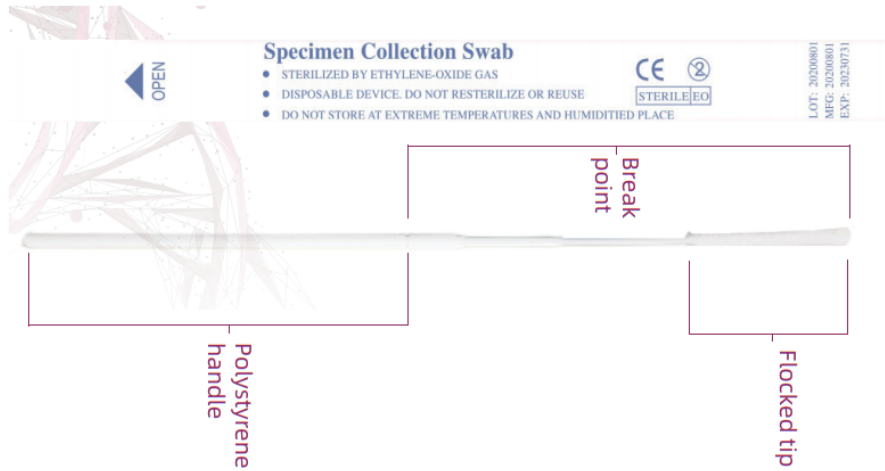 OPEN
Specimen Collection Swab
• STERILIZED BY ETHYLENE-OXIDE GAS
• DISPOSABLE DEVICE. DO NOT RESTERILIZE OR REUSE
• DO NOT STORE AT EXTREME TEMPERATURES AND HUMIDITIED PLACE
CE
2
STERILE EO
LOT: 20200801
MFG: 20200801
EXP: 20230731
Break
point
Polystyrene
handle
Flocked tip